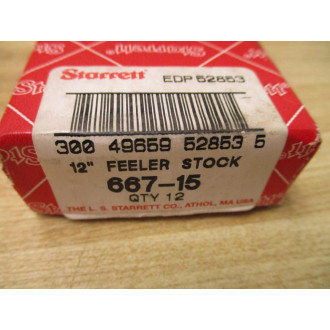 Starrett EDP 52853
300 49659 52853 5
12" FEELER STOCK
667-15
QTY 12
THE L. S. STARRETT CO., ATHOL, MA USA